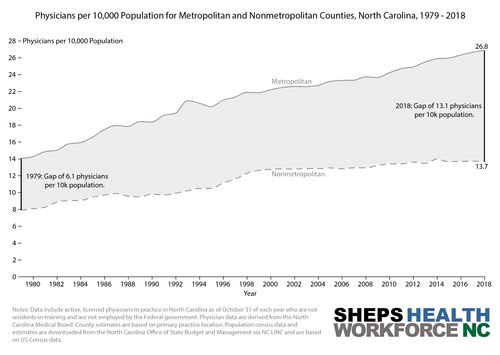 Physicians per 10,000 Population for Metropolitan and Nonmetropolitan Counties, North Carolina, 1979 - 2018
28
Physicians per 10,000 Population
26.8
26
24
Metropolitan
22
2018: Gap of 13.1 physicians
per 10k population.
20
18
16
14
1979: Gap of 6.1 physicians
per 10k population.
Nonmetropolitan
13.7
12
10
8
6
4
2
0
1980 1982 1984 1986 1988 1990 1992 1994 1996 1998 2000 2002 2004 2006 2008 2010 2012 2014 2016 2018
Year
Notes: Data include active, licensed physicians in practice in North Carolina as of October 31 of each year who are not
residents-in-training and are not employed by the Federal government. Physician data are derived from the North
Carolina Medical Board. County estimates are based on primary practice location. Population census data and
estimates are downloaded from the North Carolina Office of State Budget and Management via NC LINC and are based
on US Census data.
SHEPS HEALTH
WORKFORCE NC